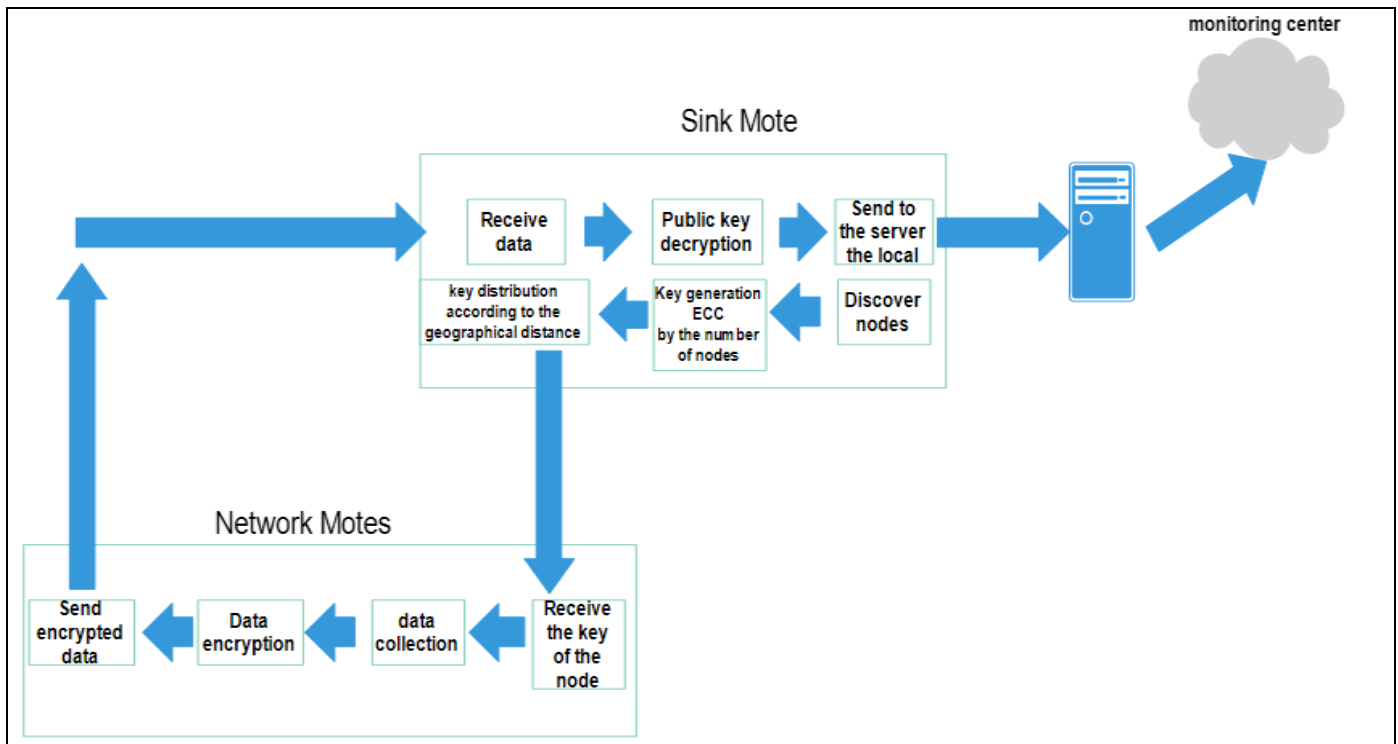 monitoring center
Sink Mote
Receive
data
Public key
decryption
Send to
the server
the local
key distribution
according to the
geographical distance
Key generation
ECC
by the number
of nodes
Discover
nodes
Network Motes
Send
encrypted
data
Data
encryption
data
collection
Receive
the key
of the
node